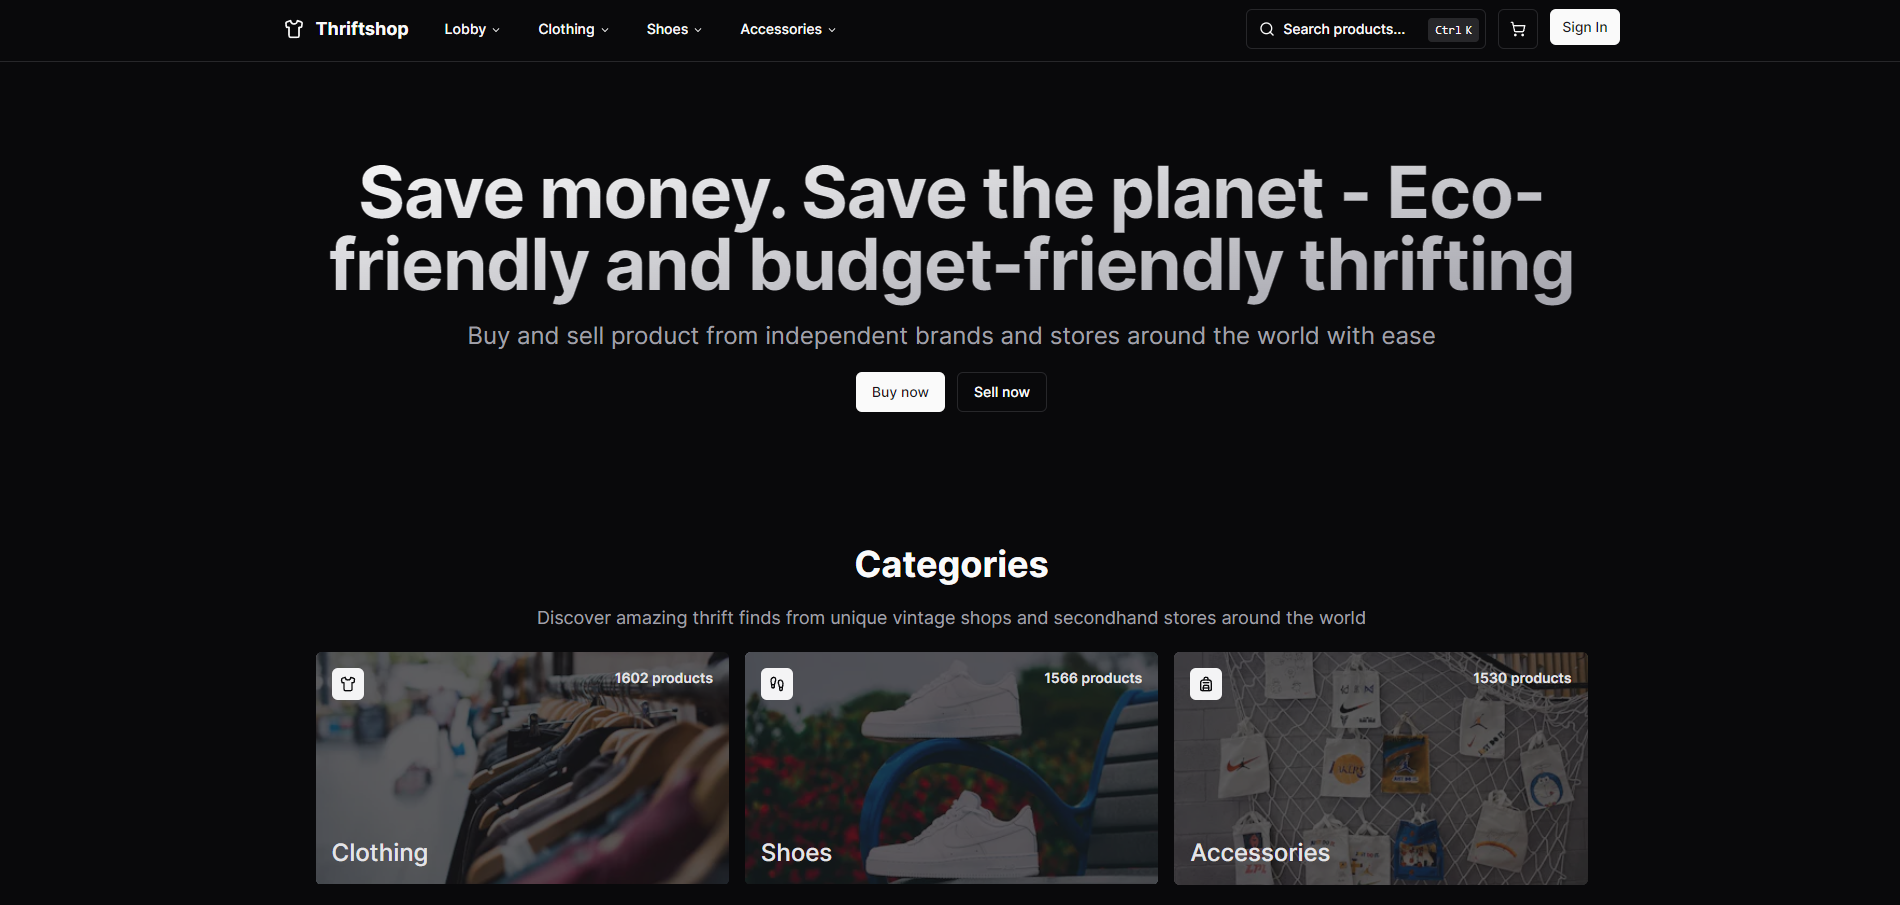 Thriftshop
Lobby
Clothing
Shoes
Accessories
Search products...
Ctrl K
Sign In
Save money. Save the planet - Eco-
friendly and budget-friendly thrifting
Buy and sell product from independent brands and stores around the world with ease
Buy now
Sell now
Categories
Discover amazing thrift finds from unique vintage shops and secondhand stores around the world
1602 products
Clothing
1566 products
Shoes
1530 products
LAKERS
Accessories